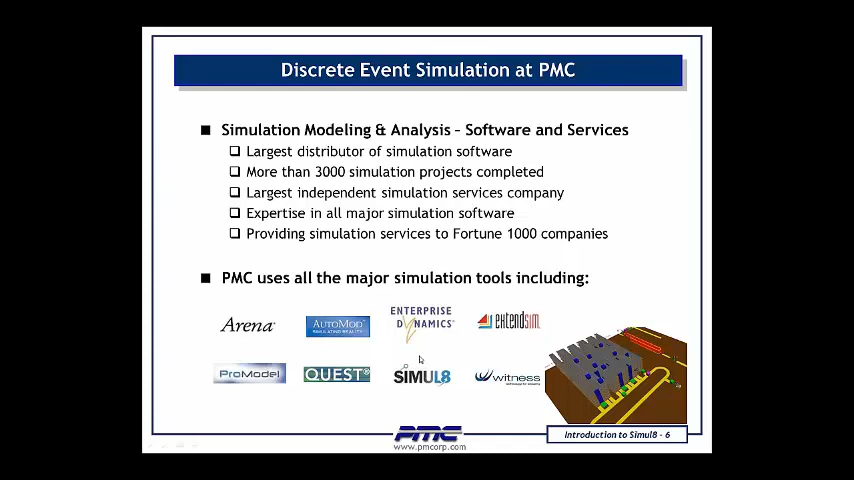 Discrete Event Simulation at PMC
Simulation Modeling & Analysis – Software and Services
Largest distributor of simulation software
More than 3000 simulation projects completed
Largest independent simulation services company
Expertise in all major simulation software
Providing simulation services to Fortune 1000 companies
PMC uses all the major simulation tools including:
Arena
AUTOMOD
SIMULATING REALITY
ENTERPRISE
DYNAMICS
extendsim
ProModel
QUEST
SIMUL8
witness
PMC
www.pmcorp.com
Introduction to Simul8 - 6